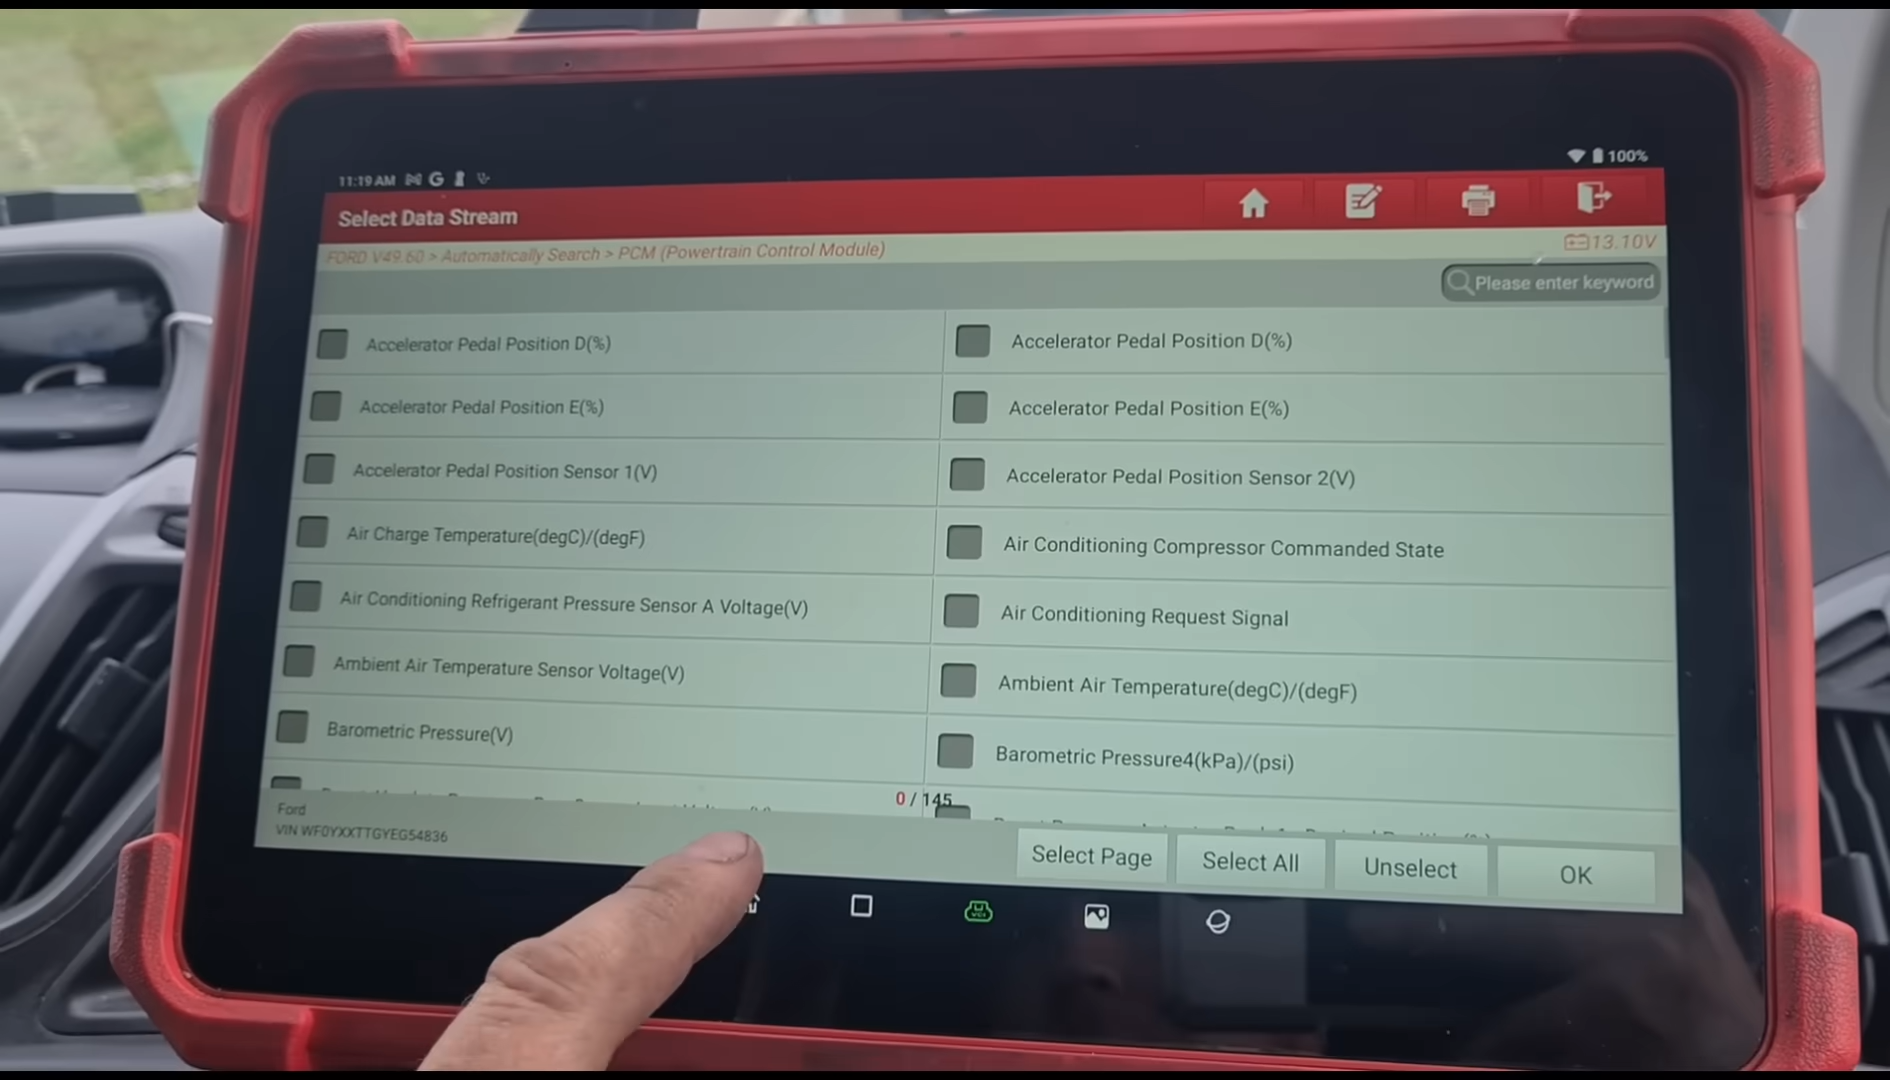 11:19 AM
100%
Select Data Stream
FORD V49.60 > Automatically Search > PCM (Powertrain Control Module)
13.10V
Please enter keyword
Accelerator Pedal Position D(%)
Accelerator Pedal Position D(%)
Accelerator Pedal Position E(%)
Accelerator Pedal Position E(%)
Accelerator Pedal Position Sensor 1(V)
Accelerator Pedal Position Sensor 2(V)
Air Charge Temperature(degC)/(degF)
Air Conditioning Compressor Commanded State
Air Conditioning Refrigerant Pressure Sensor A Voltage(V)
Air Conditioning Request Signal
Ambient Air Temperature Sensor Voltage(V)
Ambient Air Temperature(degC)/(degF)
Barometric Pressure(V)
Barometric Pressure4(kPa)/(psi)
0 / 145
Ford
VIN WF0YXXTTGYEG54836
Select Page
Select All
Unselect
OK
VCI